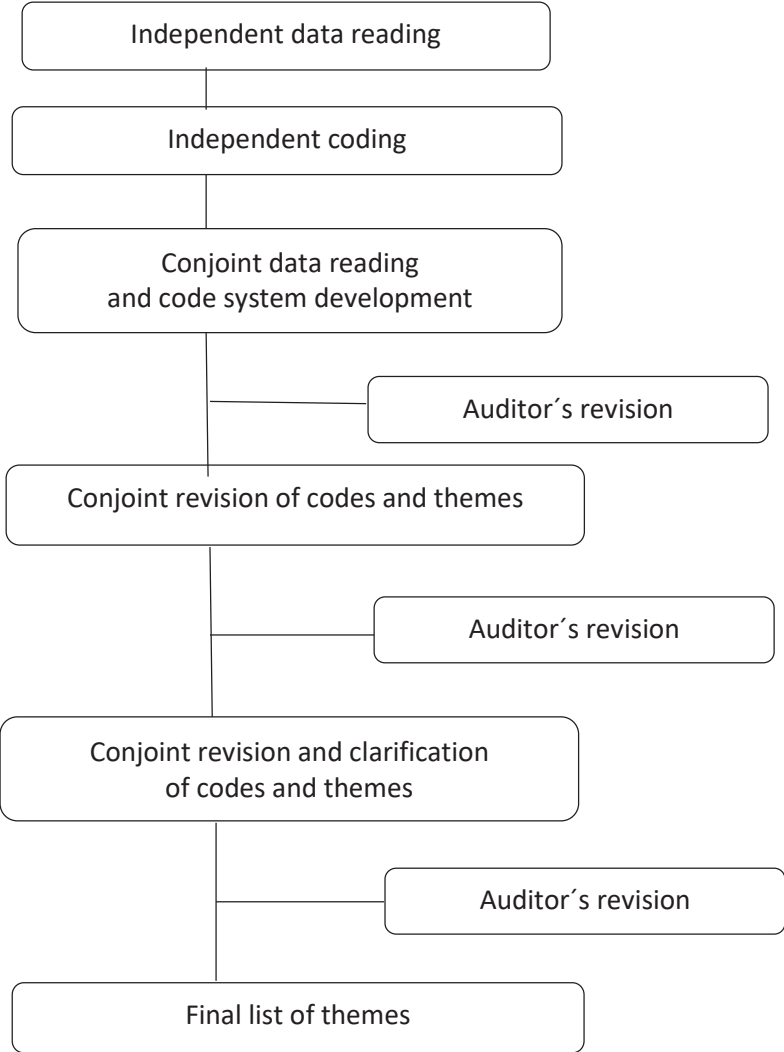 Independent data reading
Independent coding
Conjoint data reading
and code system development
Auditor´s revision
Conjoint revision of codes and themes
Auditor´s revision
Conjoint revision and clarification
of codes and themes
Auditor´s revision
Final list of themes